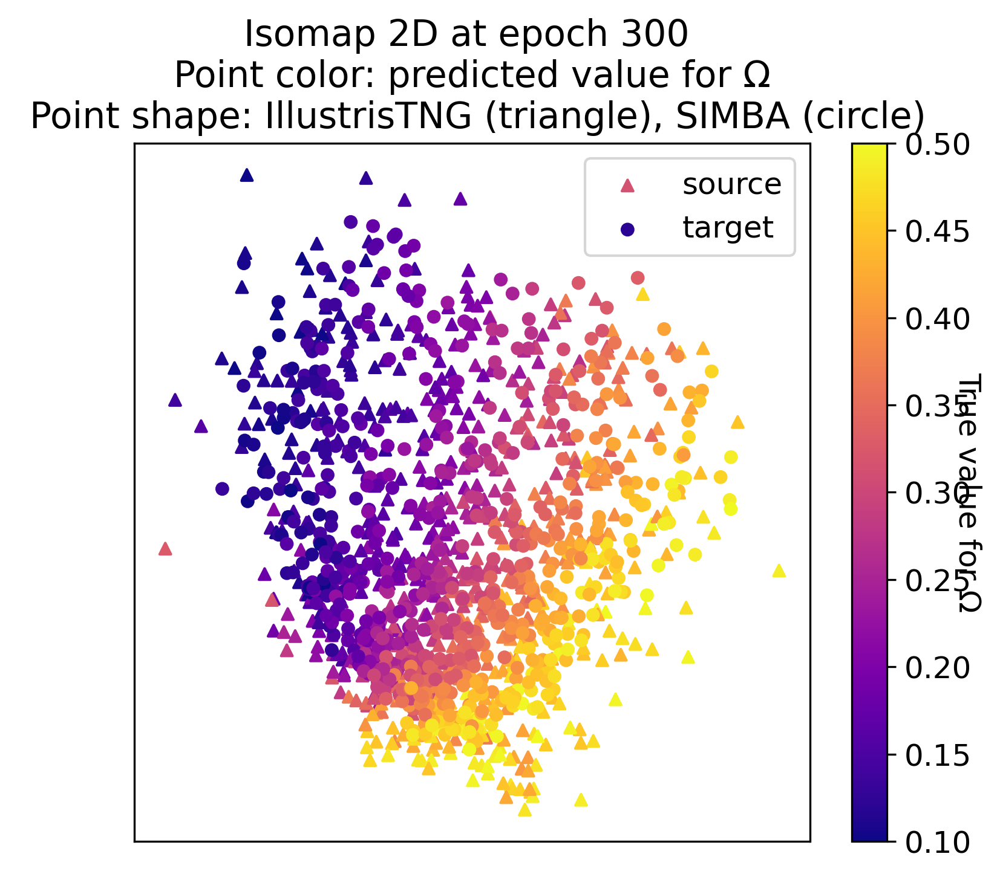 Isomap 2D at epoch 300
Point color: predicted value for Ω
Point shape: IllustrisTNG (triangle), SIMBA (circle)
source
target
0.50
0.45
0.40
0.35
0.30
0.25
0.20
0.15
0.10
True value for Ω